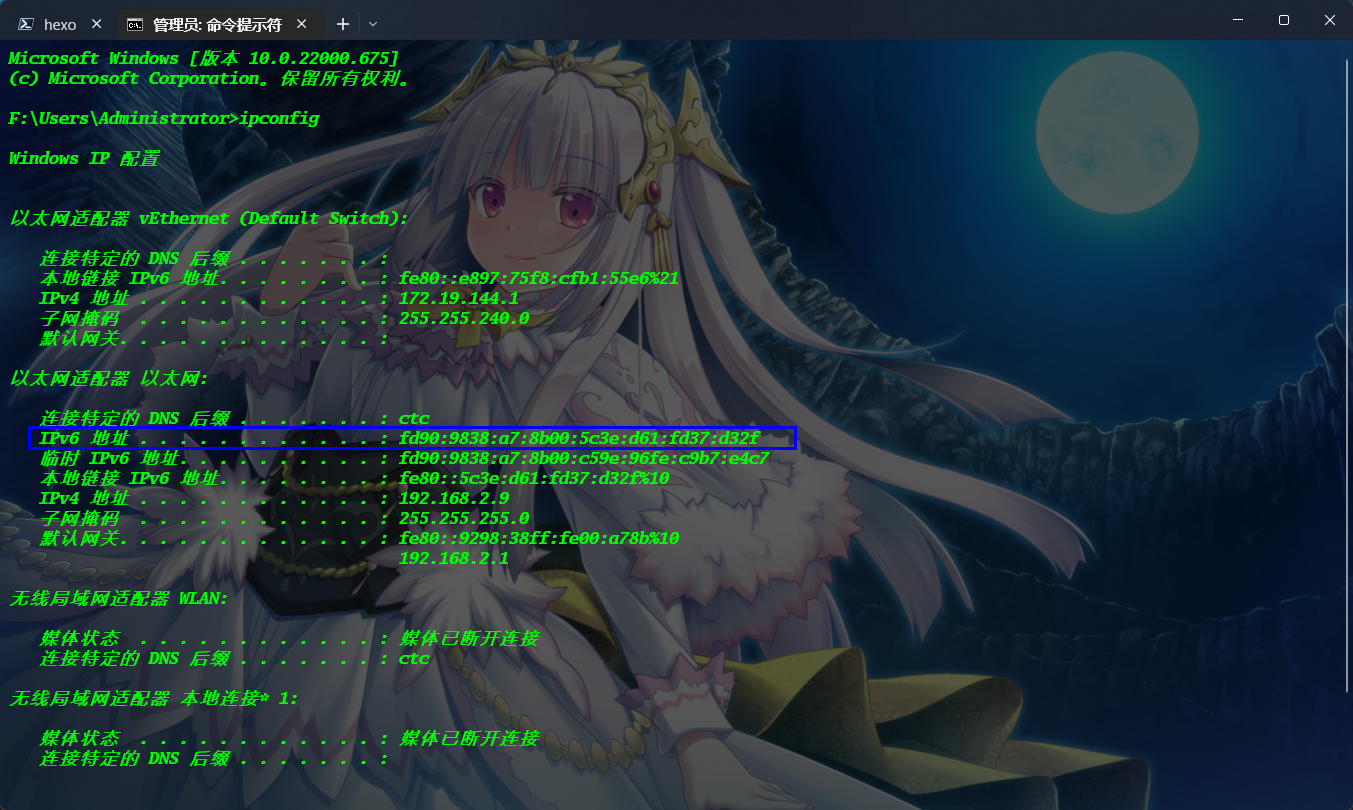 hexo
管理员: 命令提示符
Microsoft Windows [版本 10.0.22000.675]
(c) Microsoft Corporation。保留所有权利。
F:\Users\Administrator>ipconfig
Windows IP 配置
以太网适配器 vEthernet (Default Switch):
连接特定的 DNS 后缀 . . . . . . . :
本地链接 IPv6 地址. . . . . . . . : fe80::e897:75f8:cfb1:55e6%21
IPv4 地址 . . . . . . . . . . . . : 172.19.144.1
子网掩码  . . . . . . . . . . . . : 255.255.240.0
默认网关. . . . . . . . . . . . . :
以太网适配器 以太网:
连接特定的 DNS 后缀 . . . . . . . : ctc
IPv6 地址 . . . . . . . . . . . . : fd90:9838:a7:8b00:5c3e:d61:fd37:d32f
临时 IPv6 地址. . . . . . . . . . : fd90:9838:a7:8b00:c59e:96fe:c9b7:e4c7
本地链接 IPv6 地址. . . . . . . . : fe80::5c3e:d61:fd37:d32f%10
IPv4 地址 . . . . . . . . . . . . : 192.168.2.9
子网掩码  . . . . . . . . . . . . : 255.255.255.0
默认网关. . . . . . . . . . . . . : fe80::9298:38ff:fe00:a78b%10
192.168.2.1
无线局域网适配器 WLAN:
媒体状态  . . . . . . . . . . . . : 媒体已断开连接
连接特定的 DNS 后缀 . . . . . . . : ctc
无线局域网适配器 本地连接* 1:
媒体状态  . . . . . . . . . . . . : 媒体已断开连接
连接特定的 DNS 后缀 . . . . . . . :